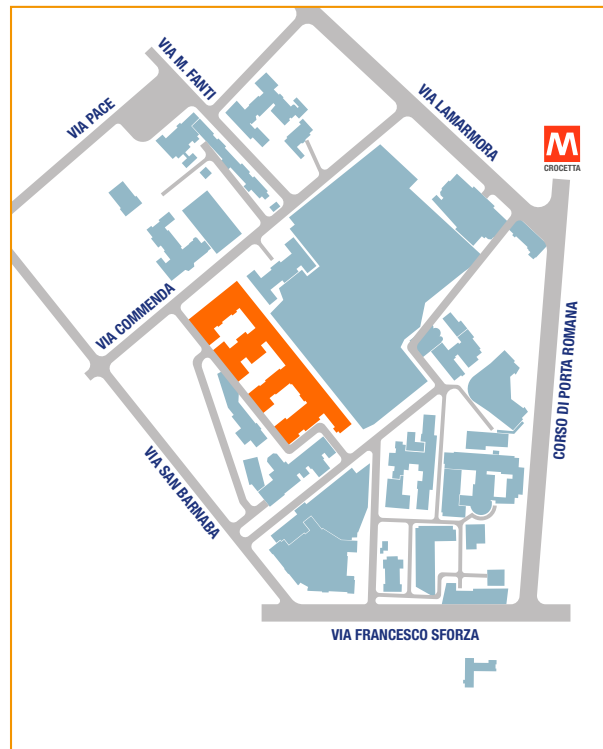 VIA M. FANTI
VIA PACE
VIA LAMARMORA
M
CROCETTA
VIA COMMENDA
CORSO DI PORTA ROMANA
VIA SAN BARNABA
VIA FRANCESCO SFORZA